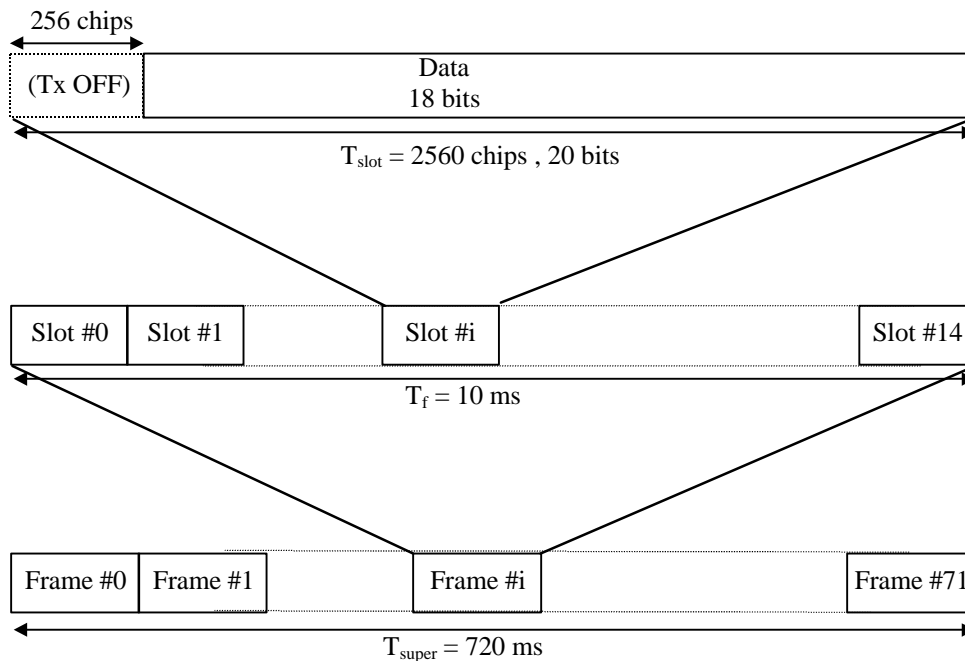 256 chips
(Tx OFF)
Data
18 bits
T_slot = 2560 chips , 20 bits
Slot #0
Slot #1
Slot #i
Slot #14
T_f = 10 ms
Frame #0
Frame #1
Frame #i
Frame #71
T_super = 720 ms